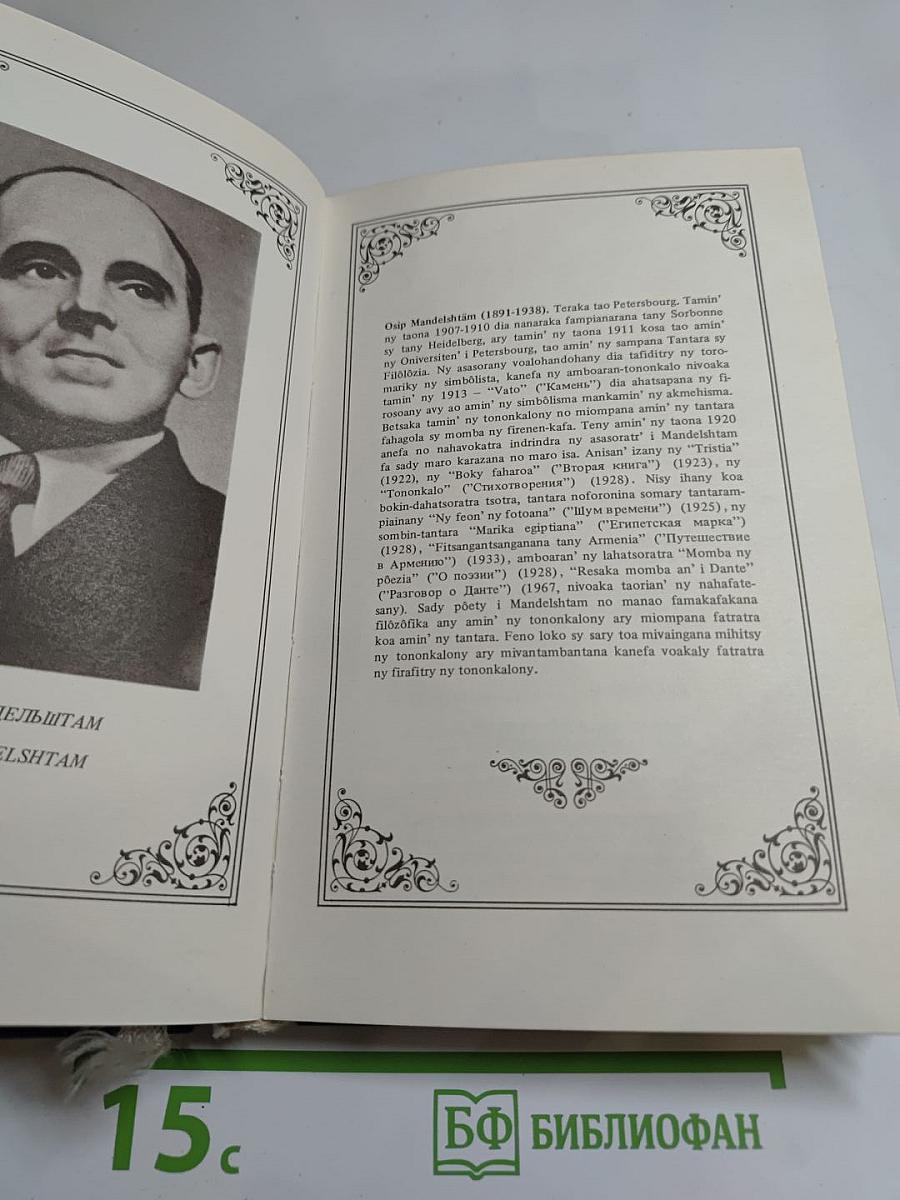 ДЕЛЬШТАМ
ELSHTAM
Osip Mandelshtäm (1891-1938). Teraka tao Petersbourg. Tamin'
ny taona 1907-1910 dia nanaraka fampianarana tany Sorbonne
sy tany Heidelberg, ary tamin' ny taona 1911 kosa tao amin'
ny Oniversiten' i Petersbourg, tao amin' ny sampana Tantara sy
Filôlôzia. Ny asasorany voalohandohany dia tafiditry ny toro-
mariky ny simbôlista, kanefa ny amboaran-tononkalo nivoaka
tamin' ny 1913 – "Vato" ("Камень") dia ahatsapana ny fi-
rosoany avy ao amin' ny simbôlisma mankamin' ny akmehisma.
Betsaka tamin' ny tononkalony no miompana amin' ny tantara
fahagola sy momba ny firenen-kafa. Teny amin' ny taona 1920
anefa no nahavokatra indrindra ny asasoratr' i Mandelshtam
fa sady maro karazana no maro isa. Anisan' izany ny "Tristia"
(1922), ny "Boky faharoa" ("Вторая книга") (1923), ny
"Tononkalo" ("Стихотворения") (1928). Nisy ihany koa
bokin-dahatsoratra tsotra, tantara noforonina somary tantaram-
piainany "Ny feon' ny fotoana" ("Шум времени") (1925), ny
sombin-tantara "Marika egiptiana" ("Египетская марка")
(1928), "Fitsangantsanganana tany Armenia" ("Путешествие
в Армению") (1933), amboaran' ny lahatsoratra "Momba ny
pôezia" ("О поэзии") (1928), "Resaka momba an' i Dante"
("Разговор о Данте") (1967, nivoaka taorian' ny nahafate-
sany). Sady pôety i Mandelshtam no manao famakafakana
filôzôfika any amin' ny tononkalony ary miompana fatratra
koa amin' ny tantara. Feno loko sy sary toa mivaingana mihitsy
ny tononkalony ary mivantambantana kanefa voakaly fatratra
ny firafitry ny tononkalony.
15 с
БФ БИБЛИОФАН